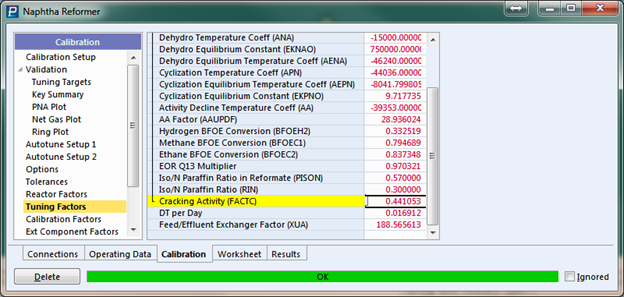 Naphtha Reformer
Calibration
Calibration Setup
Validation
Tuning Targets
Key Summary
PNA Plot
Net Gas Plot
Ring Plot
Autotune Setup 1
Autotune Setup 2
Options
Tolerances
Reactor Factors
Tuning Factors
Calibration Factors
Ext Component Factors
Dehydro Temperature Coeff (ANA) -15000.00000
Dehydro Equilibrium Constant (EKNAO) 750000.00000
Dehydro Equilibrium Temperature Coeff (AENA) -46240.00000
Cyclization Temperature Coeff (APN) -44036.00000
Cyclization Equilibrium Temperature Coeff (AEPN) -8041.799805
Cyclization Equilibrium Constant (EKPNO) 9.717735
Activity Decline Temperature Coeff (AA) -39353.00000
AA Factor (AAUPDF) 28.936024
Hydrogen BFOE Conversion (BFOEH2) 0.332519
Methane BFOE Conversion (BFOEC1) 0.794689
Ethane BFOE Conversion (BFOEC2) 0.837348
EOR Q13 Multiplier 0.970321
Iso/N Paraffin Ratio in Reformate (PISON) 0.570000
Iso/N Paraffin Ratio (RIN) 0.300000
Cracking Activity (FACTC) 0.441053
DT per Day 0.016912
Feed/Effluent Exchanger Factor (XUA) 188.565613
Connections Operating Data Calibration Worksheet Results
Delete OK Ignored